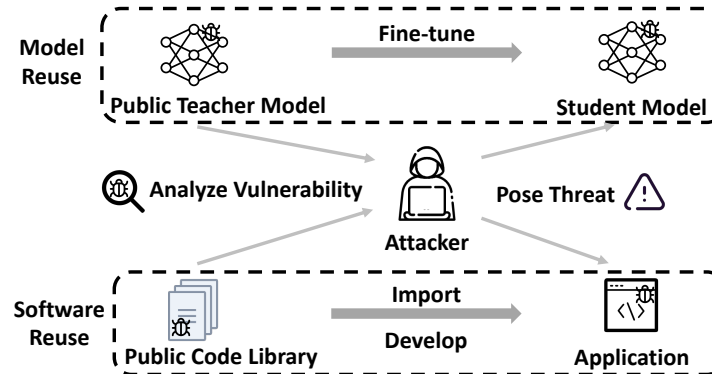 Model
Reuse
Fine-tune
Public Teacher Model
Student Model
Analyze Vulnerability
Pose Threat
Attacker
Software
Reuse
Import
Develop
Public Code Library
</>
Application